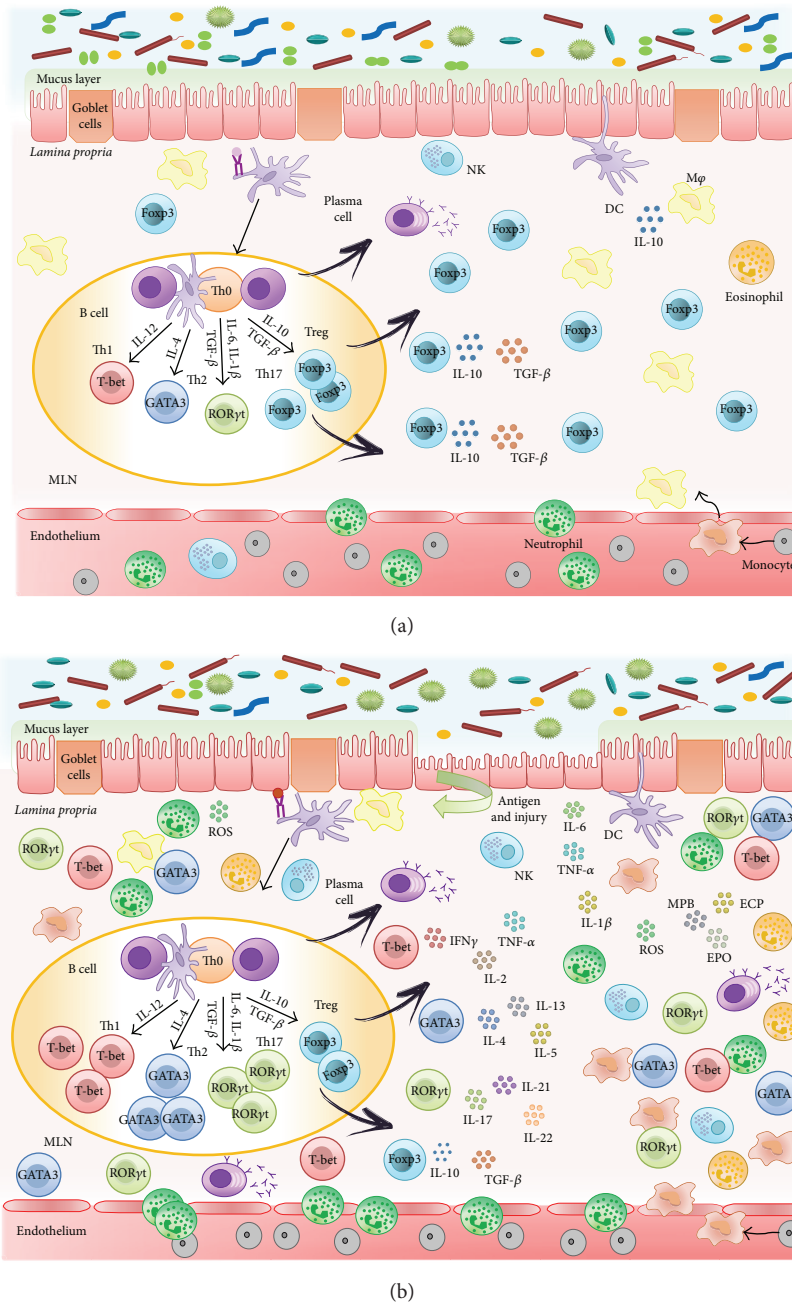 Mucus layer
Goblet
cells
Lamina propria
NK
DC
Mφ
IL-10
Foxp3
Plasma
cell
Foxp3
Foxp3
Eosinophil
B cell
Th0
IL-12
IL-4
TGF-β
IL-6, IL-1β
IL-10
TGF-β
Treg
Th1
Th2
Th17
T-bet
GATA3
RORγt
Foxp3
Foxp3
Foxp3
Foxp3
IL-10
TGF-β
Foxp3
Foxp3
Foxp3
IL-10
TGF-β
Foxp3
Foxp3
MLN
Endothelium
Neutrophil
Monocyte
(a)
Mucus layer
Goblet
cells
Lamina propria
ROS
Antigen
and injury
IL-6
DC
RORγt
GATA3
RORγt
T-bet
GATA3
NK
TNF-α
T-bet
Plasma
cell
IL-1β
MPB
ECP
ROS
EPO
B cell
Th0
T-bet
IFNγ
TNF-α
IL-2
IL-12
IL-4
TGF-β
IL-6, IL-1β
IL-10
TGF-β
Treg
Th1
Th2
Th17
T-bet
T-bet
T-bet
GATA3
GATA3
GATA3
RORγt
RORγt
RORγt
Foxp3
Foxp3
GATA3
IL-4
IL-13
IL-5
RORγt
RORγt
IL-17
IL-21
IL-22
GATA3
T-bet
GATA3
RORγt
MLN
GATA3
RORγt
T-bet
Foxp3
IL-10
TGF-β
Endothelium
(b)